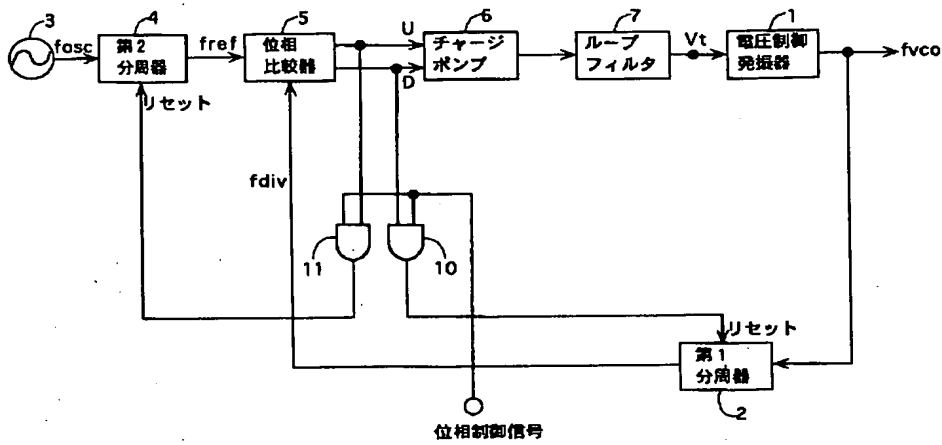 3
4
5
6
7
1
fosc
第2
分周器
fref
位相
比較器
U
D
チャージ
ポンプ
ループ
フィルタ
Vt
電圧制御
発振器
fvco
リセット
fdiv
11
10
リセット
第1
分周器
2
位相制御信号